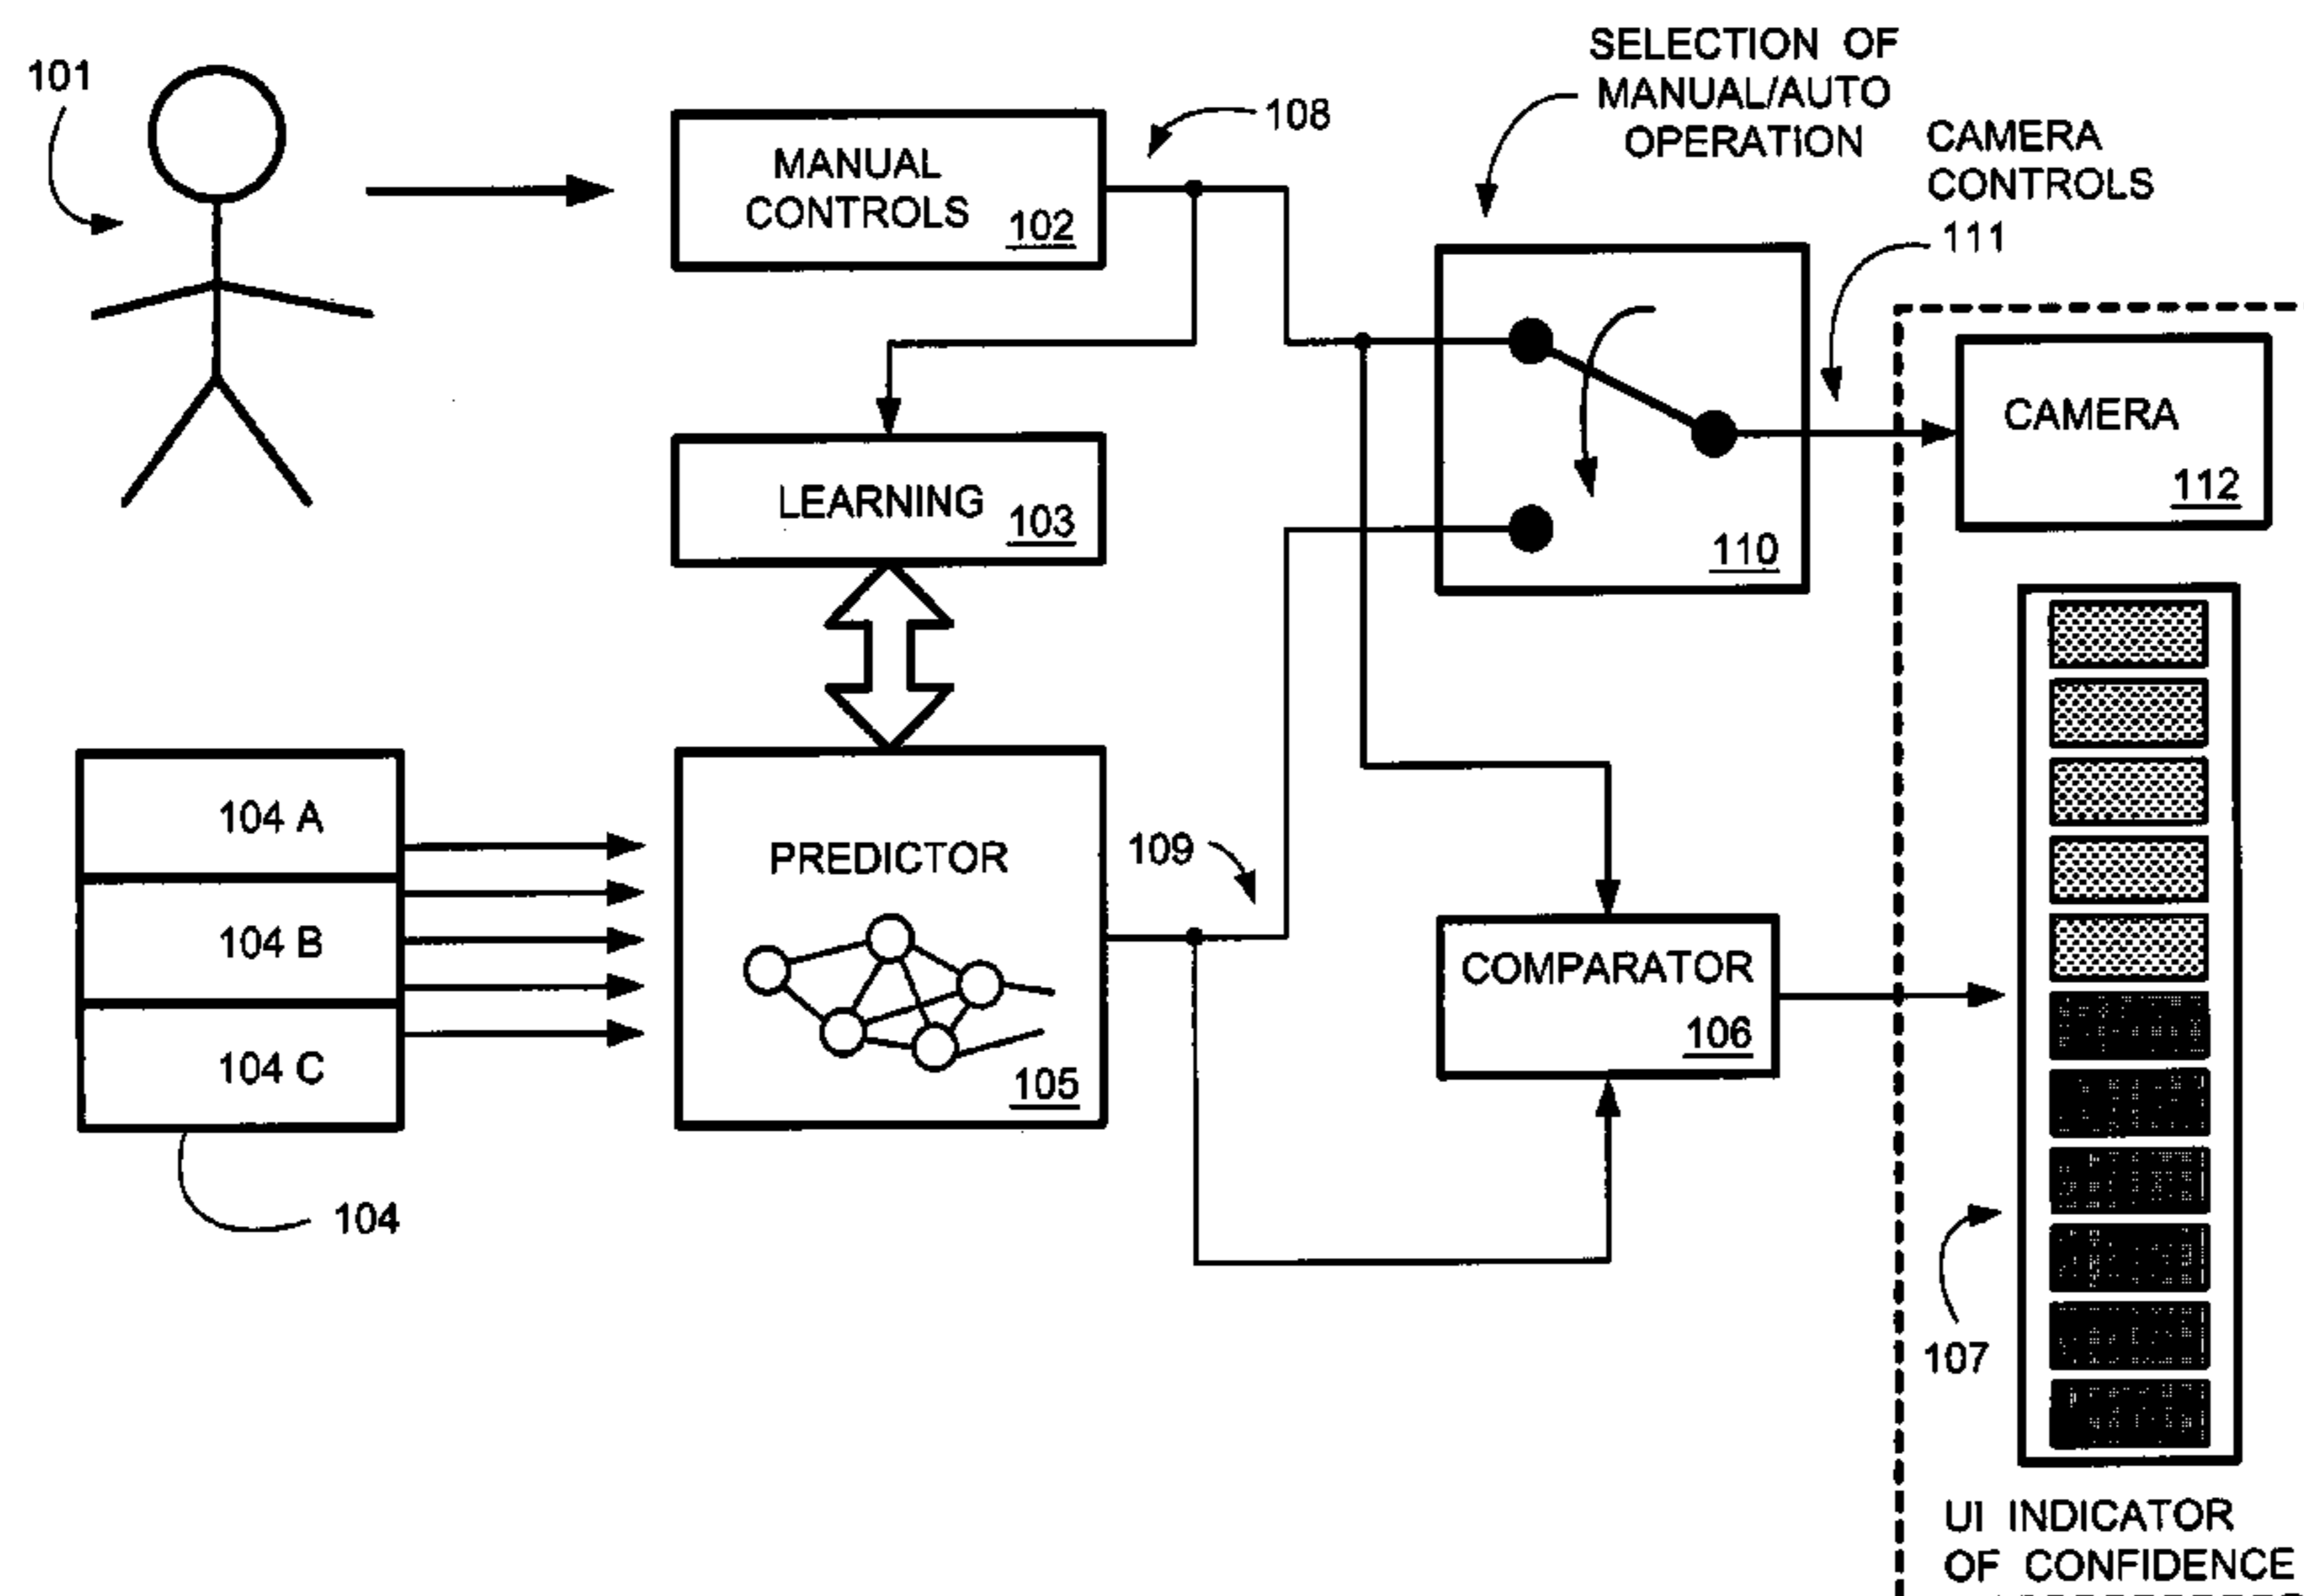 101
MANUAL
CONTROLS
102
108
SELECTION OF
MANUAL/AUTO
OPERATION
CAMERA
CONTROLS
111
110
CAMERA
112
LEARNING
103
104 A
104 B
104 C
104
PREDICTOR
105
109
COMPARATOR
106
107
UI INDICATOR
OF CONFIDENCE